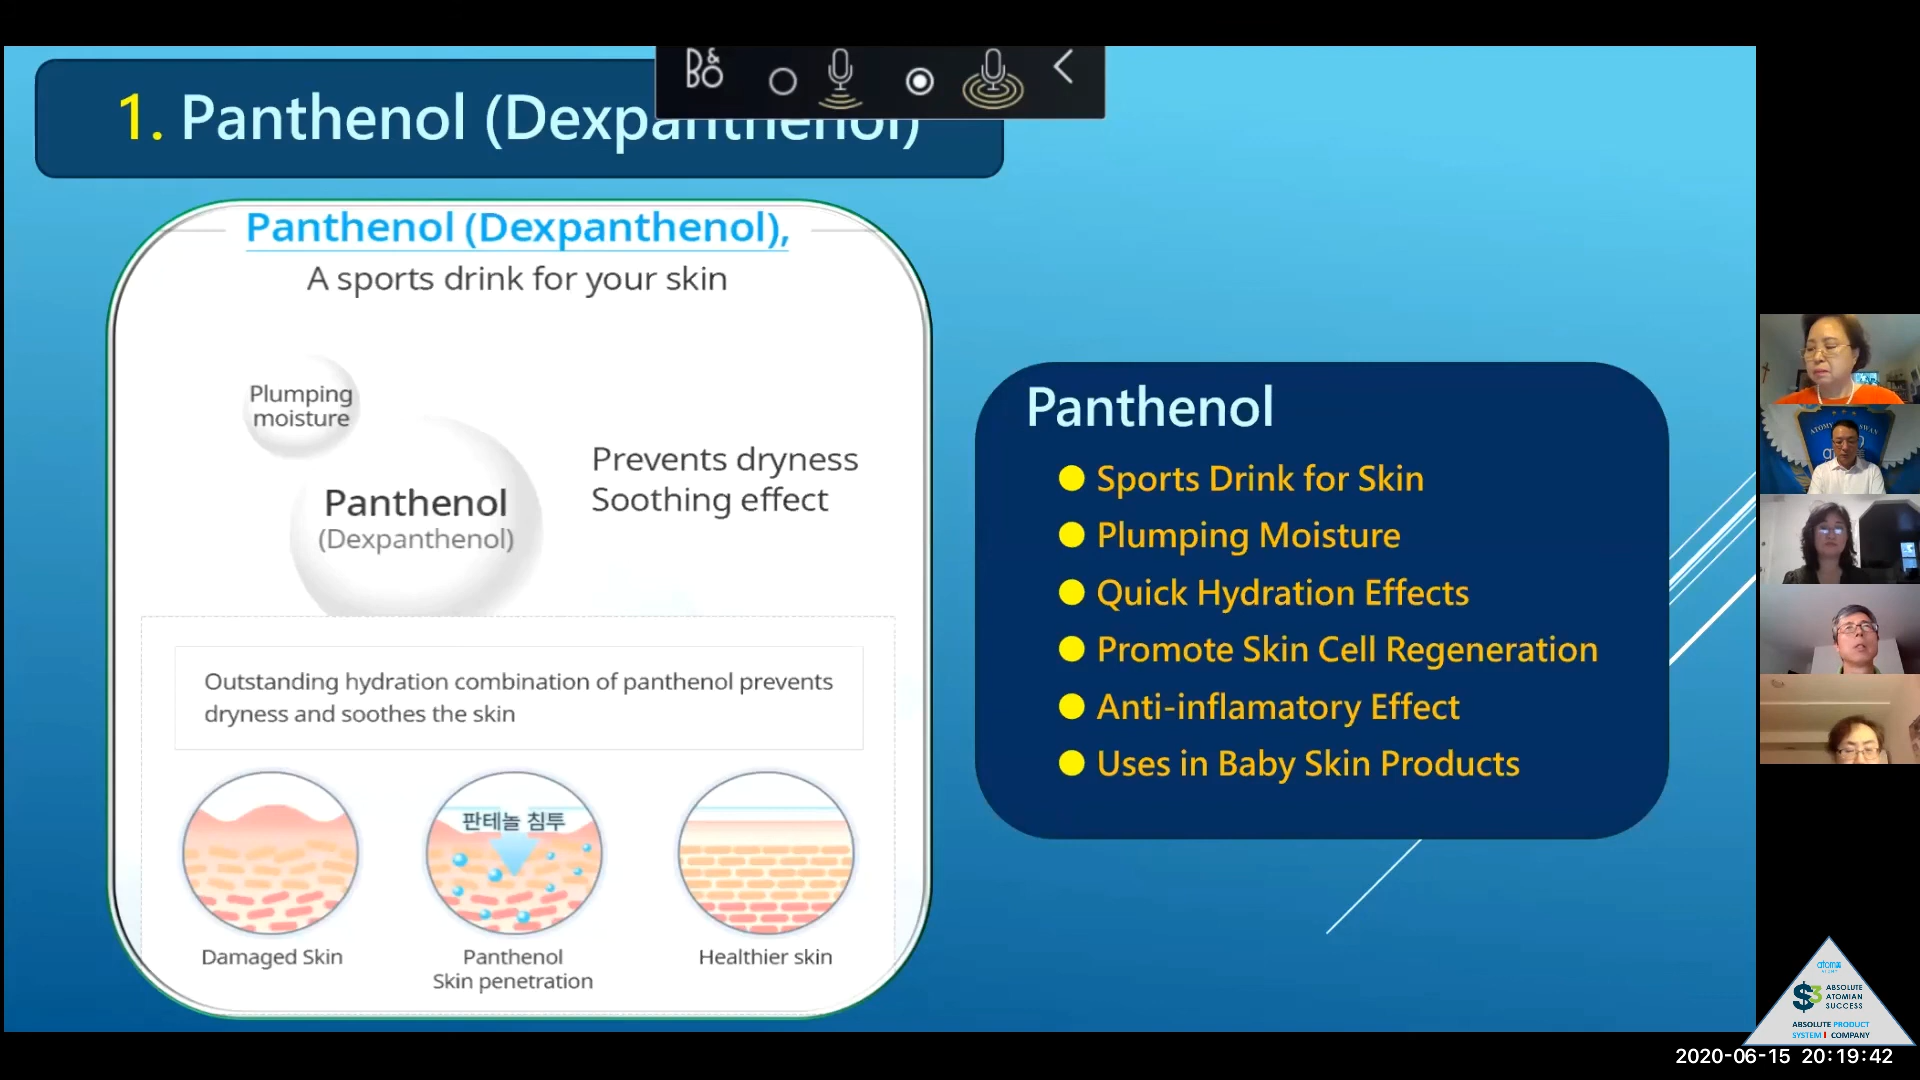 B&O
1. Panthenol (Dexpanthenol)
Panthenol (Dexpanthenol),
A sports drink for your skin
Plumping
moisture
Panthenol
(Dexpanthenol)
Prevents dryness
Soothing effect
Outstanding hydration combination of panthenol prevents
dryness and soothes the skin
판테놀 침투
Damaged Skin
Panthenol
Skin penetration
Healthier skin
Panthenol
Sports Drink for Skin
Plumping Moisture
Quick Hydration Effects
Promote Skin Cell Regeneration
Anti-inflamatory Effect
Uses in Baby Skin Products
atom
$3 ABSOLUTE
ATOMIAN
SUCCESS
ABSOLUTE PRODUCT
SYSTEM COMPANY
2020-06-15 20:19:42